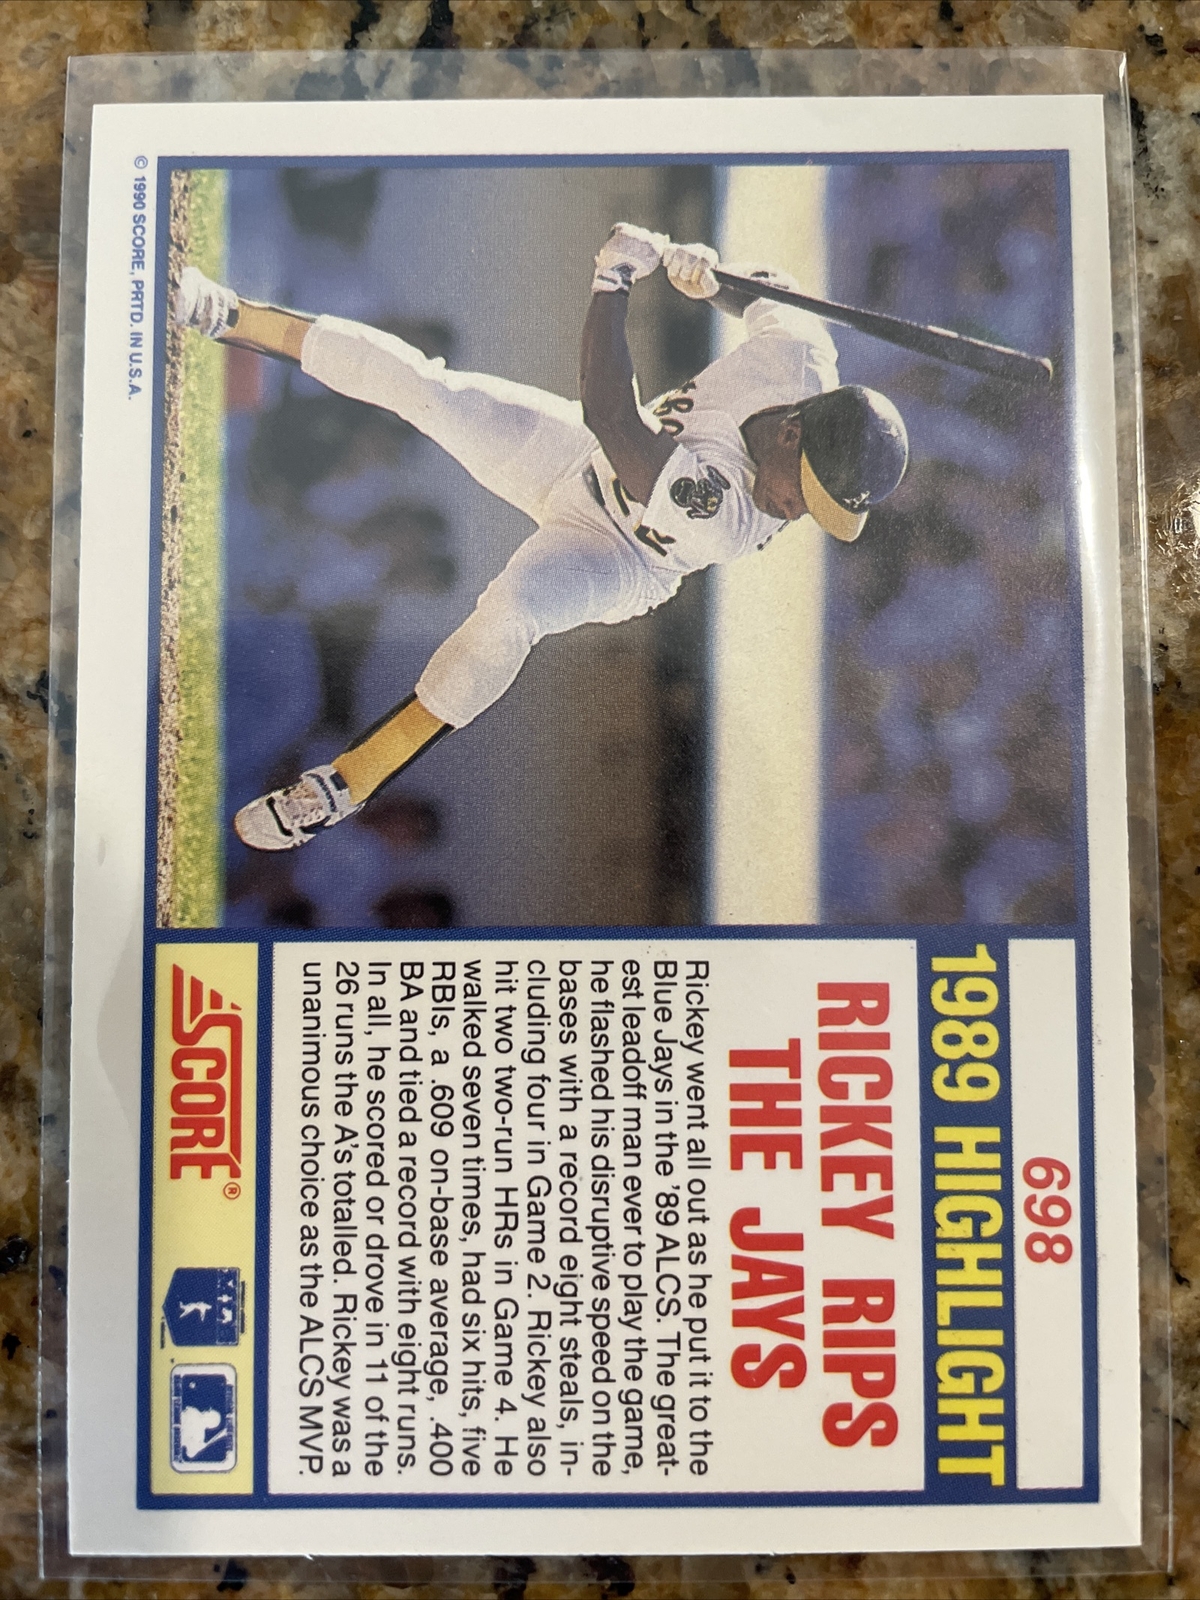 698
1989 HIGHLIGHT
RICKEY RIPS
THE JAYS
Rickey went all out as he put it to the
Blue Jays in the '89 ALCS. The great-
est leadoff man ever to play the game,
he flashed his disruptive speed on the
bases with a record eight steals, in-
cluding four in Game 2. Rickey also
hit two two-run HRs in Game 4. He
walked seven times, had six hits, five
RBIs, a .609 on-base average, .400
BA and tied a record with eight runs.
In all, he scored or drove in 11 of the
26 runs the A's totalled. Rickey was a
unanimous choice as the ALCS MVP.
SCORE®
© 1990 SCORE, PRTD. IN U.S.A.